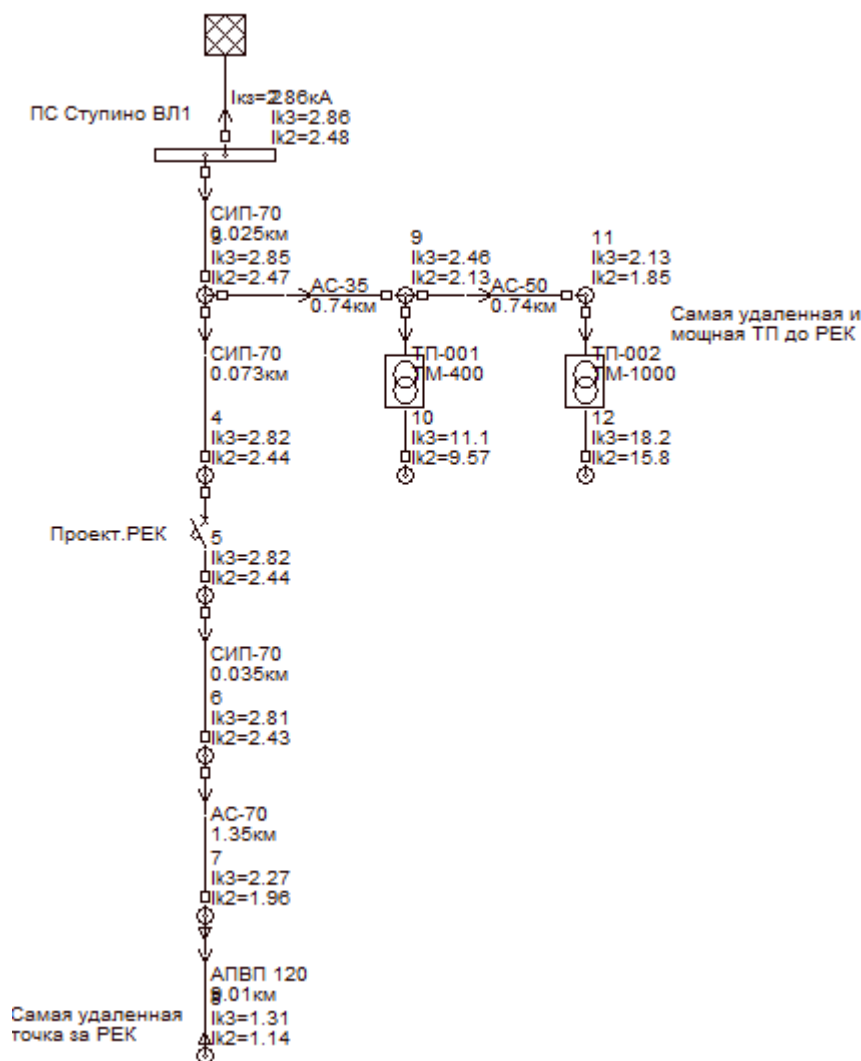 Iкз=2.86кА
ПС Ступино ВЛ1
Ik3=2.86
Ik2=2.48
СИП-70
0.025км
Ik3=2.85
Ik2=2.47
АС-35
0.74км
9
Ik3=2.46
Ik2=2.13
АС-50
0.74км
11
Ik3=2.13
Ik2=1.85
Самая удаленная и
мощная ТП до РЕК
СИП-70
0.073км
ТП-001
ТМ-400
ТП-002
ТМ-1000
4
Ik3=2.82
Ik2=2.44
10
Ik3=11.1
Ik2=9.57
12
Ik3=18.2
Ik2=15.8
Проект.РЕК
5
Ik3=2.82
Ik2=2.44
СИП-70
0.035км
6
Ik3=2.81
Ik2=2.43
АС-70
1.35км
7
Ik3=2.27
Ik2=1.96
АПВП 120
Самая удаленная
точка за РЕК
Ik3=1.31
Ik2=1.14